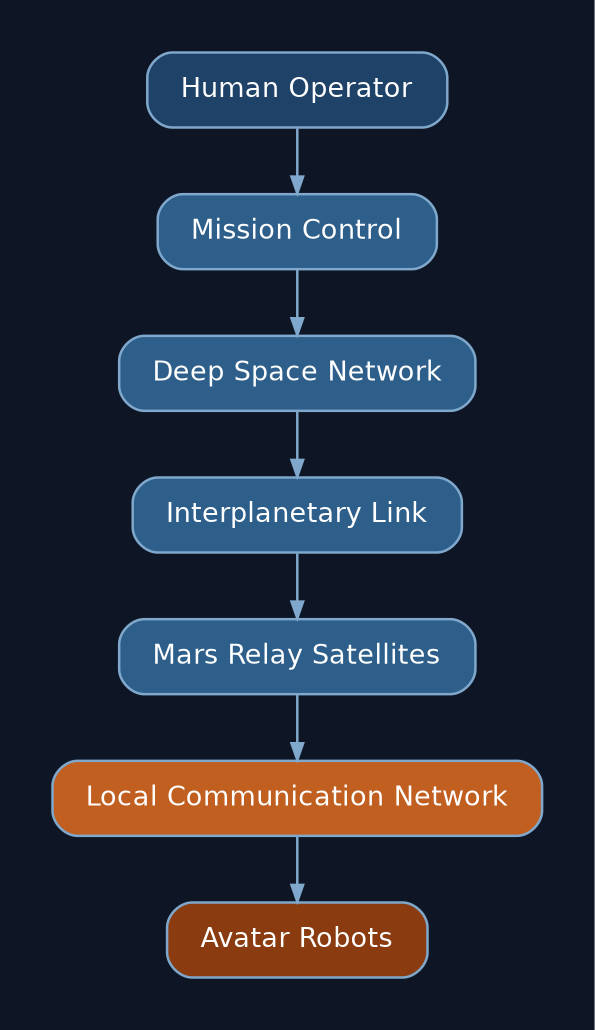 Human Operator
Mission Control
Deep Space Network
Interplanetary Link
Mars Relay Satellites
Local Communication Network
Avatar Robots